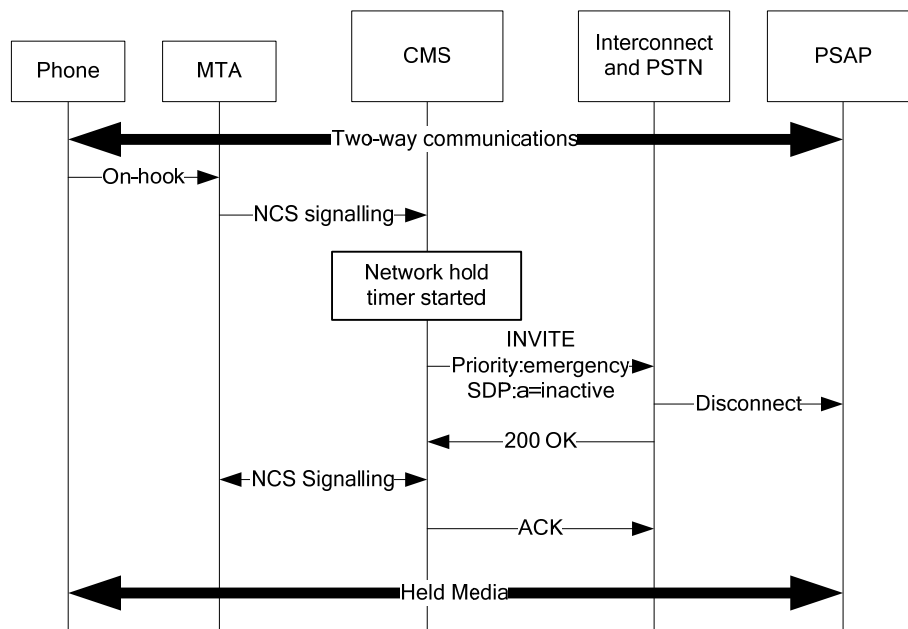 Phone
MTA
CMS
Interconnect
and PSTN
PSAP
Two-way communications
On-hook
NCS signalling
Network hold
timer started
INVITE
Priority:emergency
SDP:a=inactive
Disconnect
200 OK
NCS Signalling
ACK
Held Media